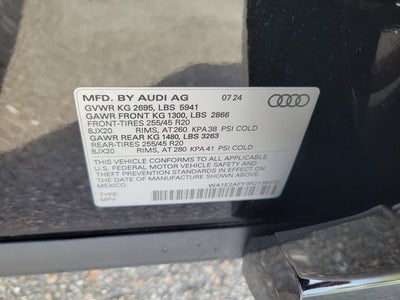 MFD. BY AUDI AG 07 24
GVWR KG 2695, LBS 5941
GAWR FRONT KG 1300, LBS 2866
FRONT-TIRES 255/45 R20
8JX20 RIMS, AT 260 KPA 38 PSI COLD
GAWR REAR KG 1480, LBS 3263
REAR-TIRES 255/45 R20
8JX20 RIMS, AT 280 KPA 41 PSI COLD
THIS VEHICLE CONFORMS TO ALL APPLICABLE
U.S. FEDERAL MOTOR VEHICLE SAFETY AND
THEFT PREVENTION STANDARDS IN EFFECT ON
THE DATE OF MANUFACTURE SHOWN ABOVE.
MEXICO
TYPE:
MPV